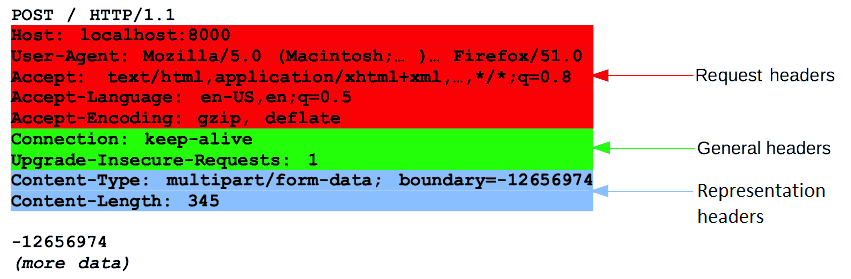 POST / HTTP/1.1
Host: localhost:8000
User-Agent: Mozilla/5.0 (Macintosh;… )… Firefox/51.0
Accept: text/html,application/xhtml+xml,…,*/*;q=0.8
Accept-Language: en-US,en;q=0.5
Accept-Encoding: gzip, deflate
Request headers
Connection: keep-alive
Upgrade-Insecure-Requests: 1
General headers
Content-Type: multipart/form-data; boundary=-12656974
Content-Length: 345
Representation
headers
-12656974
(more data)